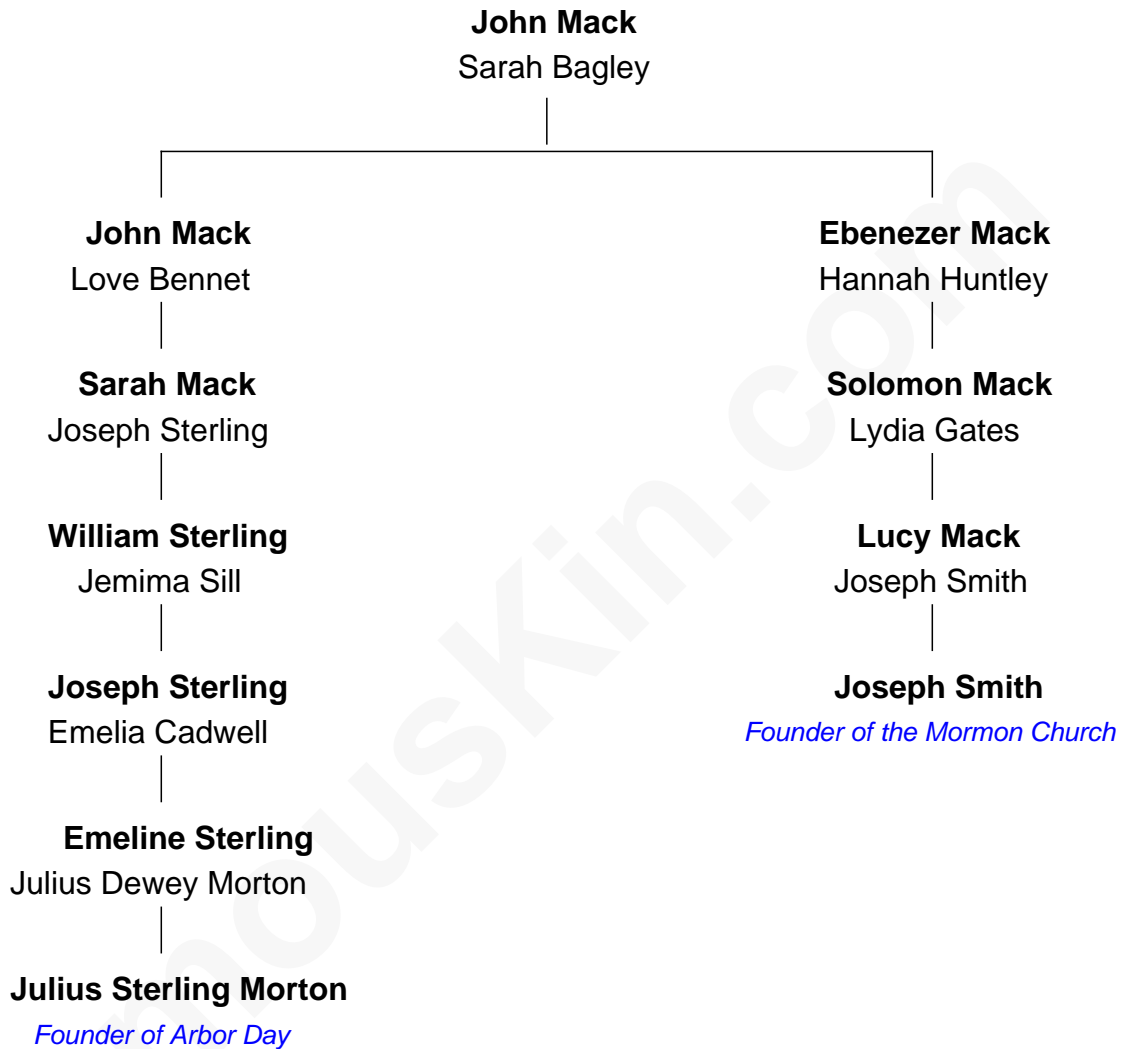 John Mack
Sarah Bagley
John Mack
Love Bennet
Ebenezer Mack
Hannah Huntley
Sarah Mack
Joseph Sterling
Solomon Mack
Lydia Gates
William Sterling
Jemima Sill
Lucy Mack
Joseph Smith
Joseph Sterling
Emelia Cadwell
Joseph Smith
Founder of the Mormon Church
Emeline Sterling
Julius Dewey Morton
Julius Sterling Morton
Founder of Arbor Day
mouskin.com